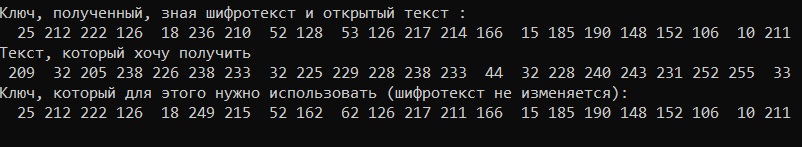 Ключ, полученный, зная шифротекст и открытый текст :
25 212 222 126 18 236 210 52 128 53 126 217 214 166 15 185 190 148 152 106 10 211
Текст, который хочу получить
209 32 205 238 226 238 233 32 225 229 228 238 233 44 32 228 240 243 231 252 255 33
Ключ, который для этого нужно использовать (шифротекст не изменяется):
25 212 222 126 18 249 215 52 162 62 126 217 211 166 15 185 190 148 152 106 10 211